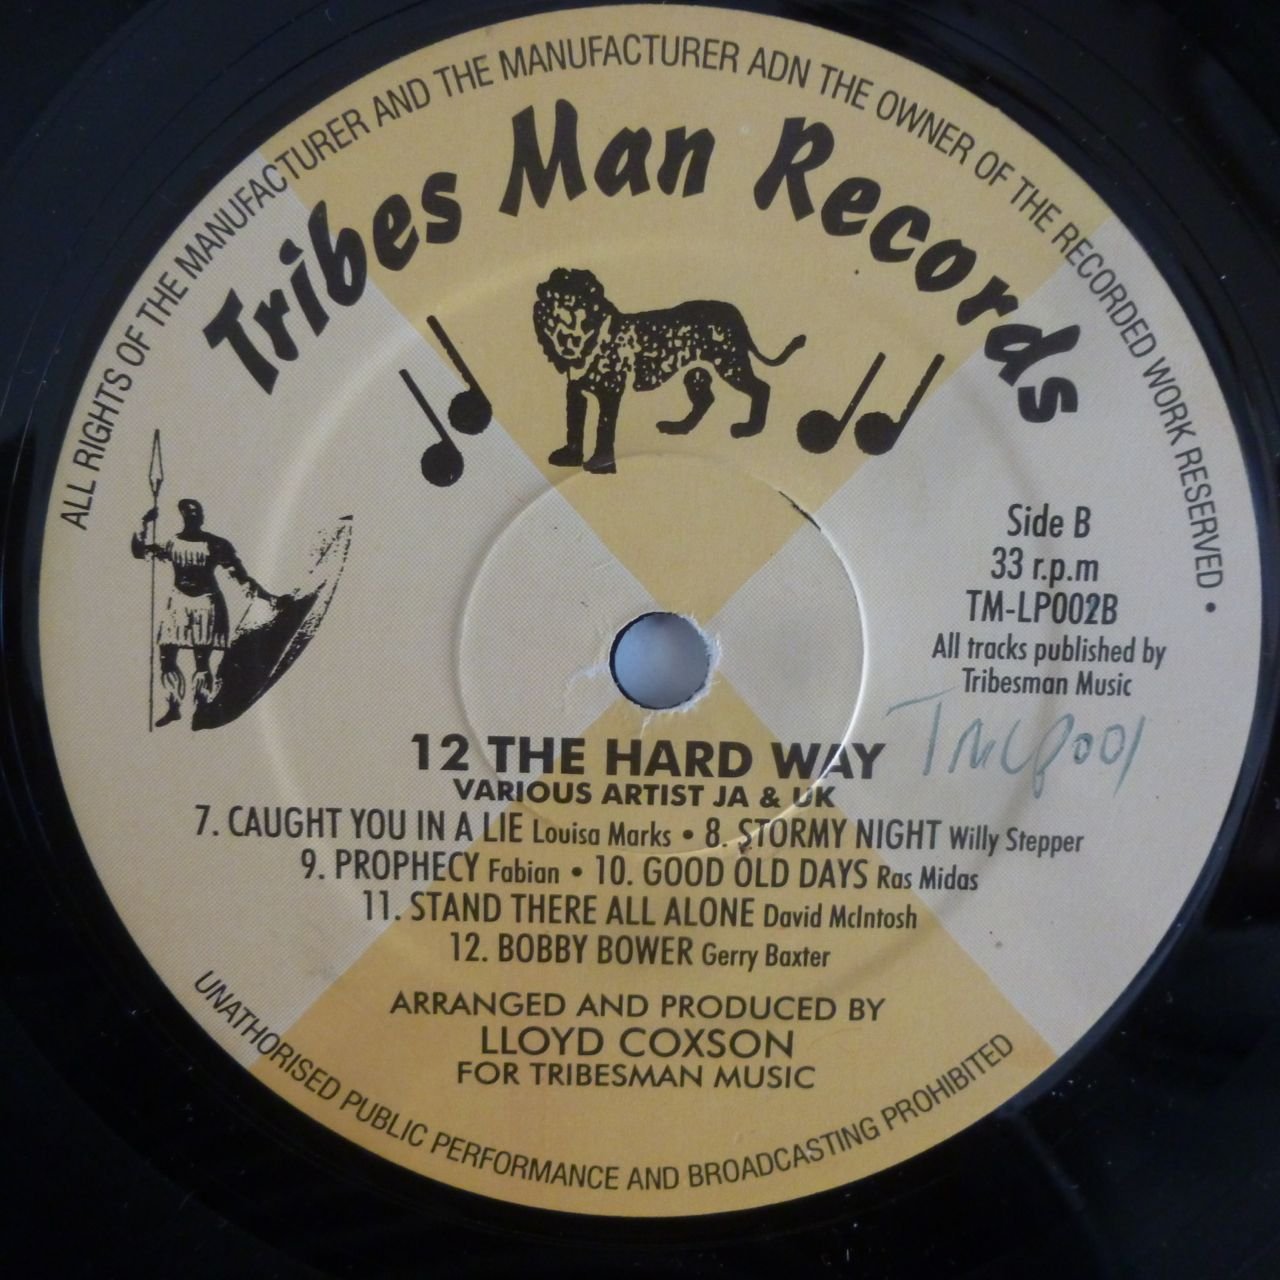 ALL RIGHTS OF THE MANUFACTURER AND THE MANUFACTURER ADN THE OWNER OF THE RECORDED WORK RESERVED •
Tribes Man Records
Side B
33 r.p.m
TM-LP002B
All tracks published by
Tribesman Music
TMLP001
12 THE HARD WAY
VARIOUS ARTIST JA & UK
7. CAUGHT YOU IN A LIE Louisa Marks • 8. STORMY NIGHT Willy Stepper
9. PROPHECY Fabian • 10. GOOD OLD DAYS Ras Midas
11. STAND THERE ALL ALONE David McIntosh
12. BOBBY BOWER Gerry Baxter
ARRANGED AND PRODUCED BY
LLOYD COXSON
FOR TRIBESMAN MUSIC
UNATHORISED PUBLIC PERFORMANCE AND BROADCASTING PROHIBITED